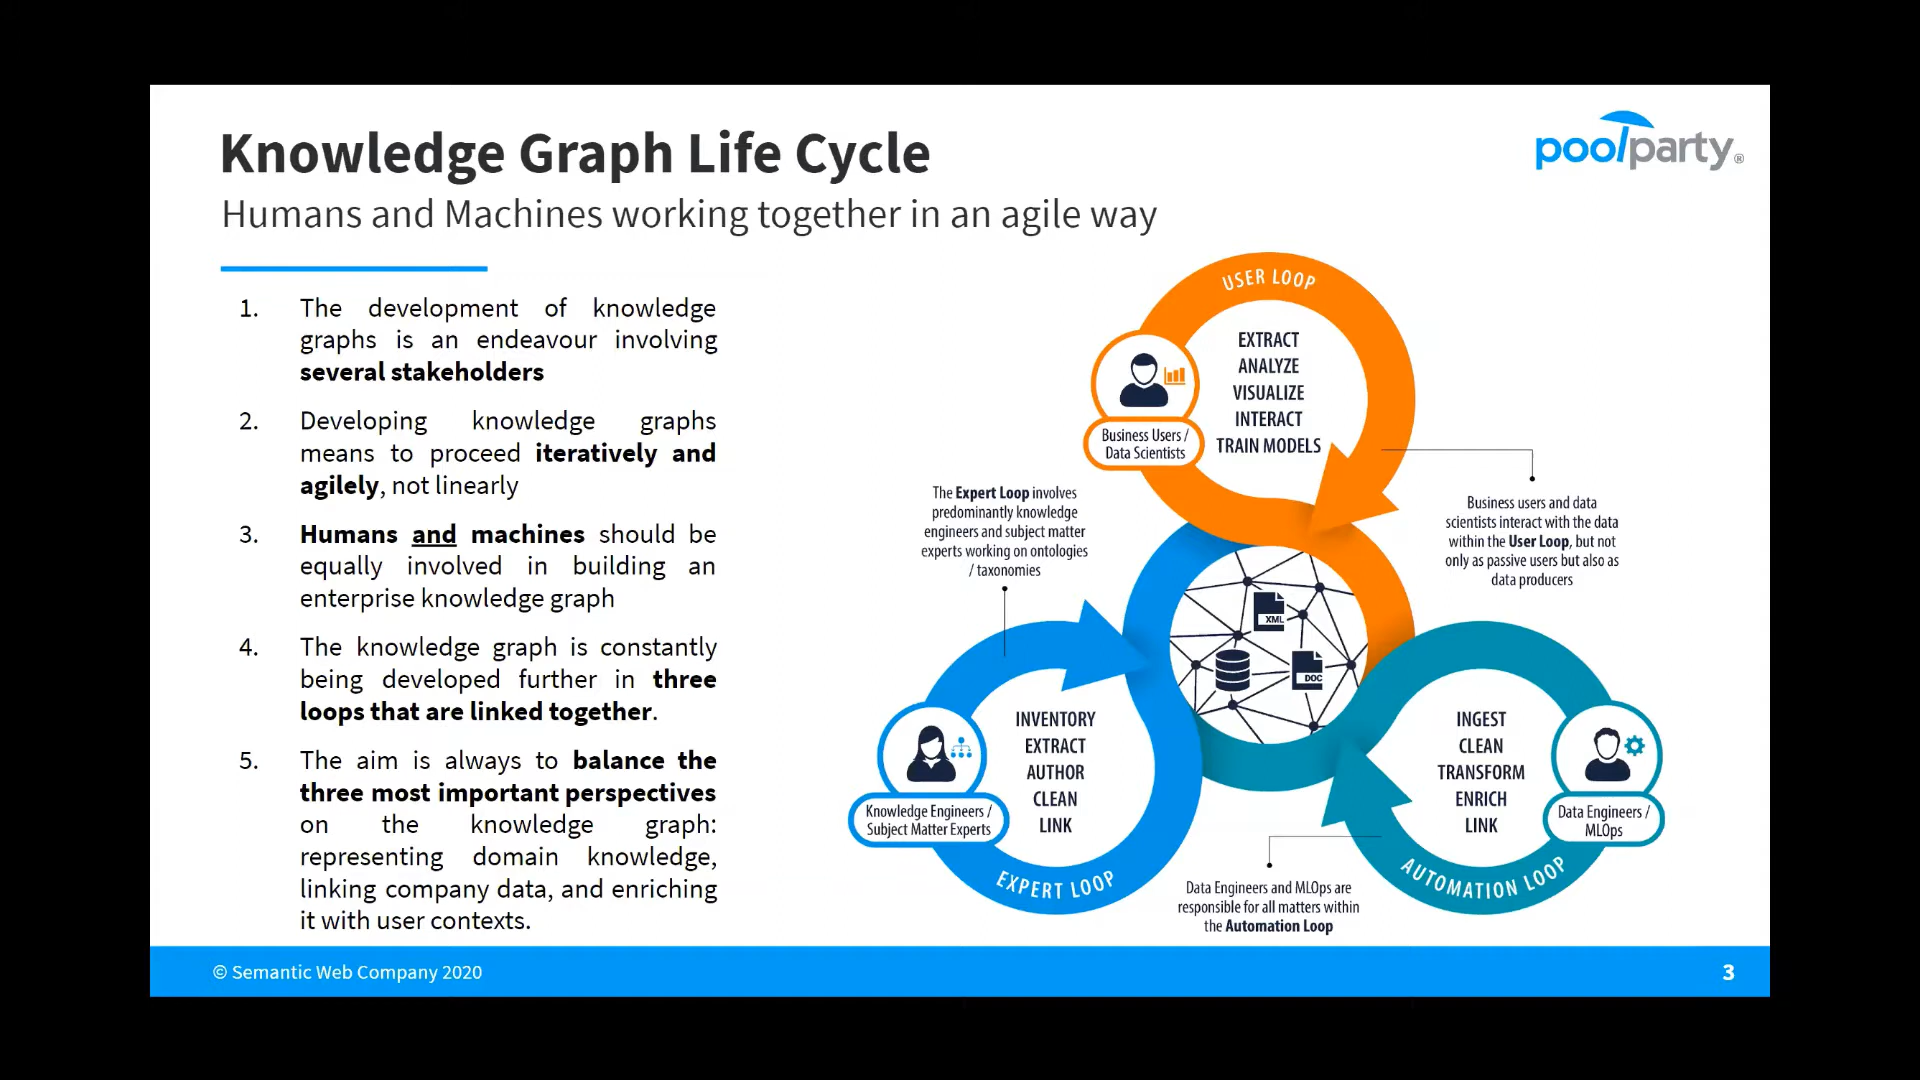 Knowledge Graph Life Cycle
Humans and Machines working together in an agile way
poolparty®
1. The development of knowledge
graphs is an endeavour involving
several stakeholders
2. Developing knowledge graphs
means to proceed iteratively and
agilely, not linearly
3. Humans and machines should be
equally involved in building an
enterprise knowledge graph
4. The knowledge graph is constantly
being developed further in three
loops that are linked together.
5. The aim is always to balance the
three most important perspectives
on the knowledge graph:
representing domain knowledge,
linking company data, and enriching
it with user contexts.
USER LOOP
EXTRACT
ANALYZE
VISUALIZE
INTERACT
TRAIN MODELS
Business Users /
Data Scientists
The Expert Loop involves
predominantly knowledge
engineers and subject matter
experts working on ontologies
/ taxonomies
Business users and data
scientists interact with the data
within the User Loop, but not
only as passive users but also as
data producers
XML
DOC
INVENTORY
EXTRACT
AUTHOR
CLEAN
LINK
Knowledge Engineers /
Subject Matter Experts
EXPERT LOOP
INGEST
CLEAN
TRANSFORM
ENRICH
LINK
Data Engineers /
MLOps
AUTOMATION LOOP
Data Engineers and MLOps are
responsible for all matters within
the Automation Loop
© Semantic Web Company 2020
3